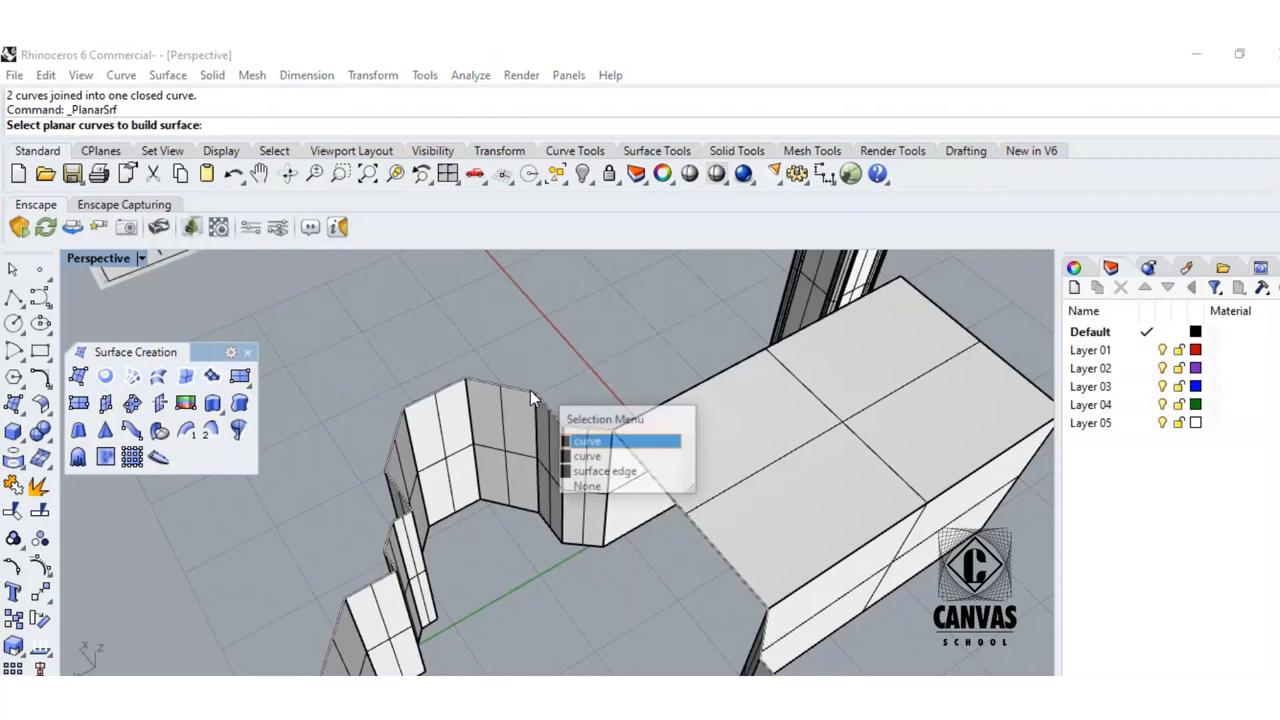 Rhinoceros 6 Commercial- - [Perspective]
File Edit View Curve Surface Solid Mesh Dimension Transform Tools Analyze Render Panels Help
2 curves joined into one closed curve.
Command: _PlanarSrf
Select planar curves to build surface:
Standard CPlanes Set View Display Select Viewport Layout Visibility Transform Curve Tools Surface Tools Solid Tools Mesh Tools Render Tools Drafting New in V6
Enscape Enscape Capturing
Perspective
Name Material
Default
Layer 01
Layer 02
Layer 03
Layer 04
Layer 05
Surface Creation
1 2
Selection Menu
curve
curve
surface edge
None
C
CANVAS
SCHOOL
x z